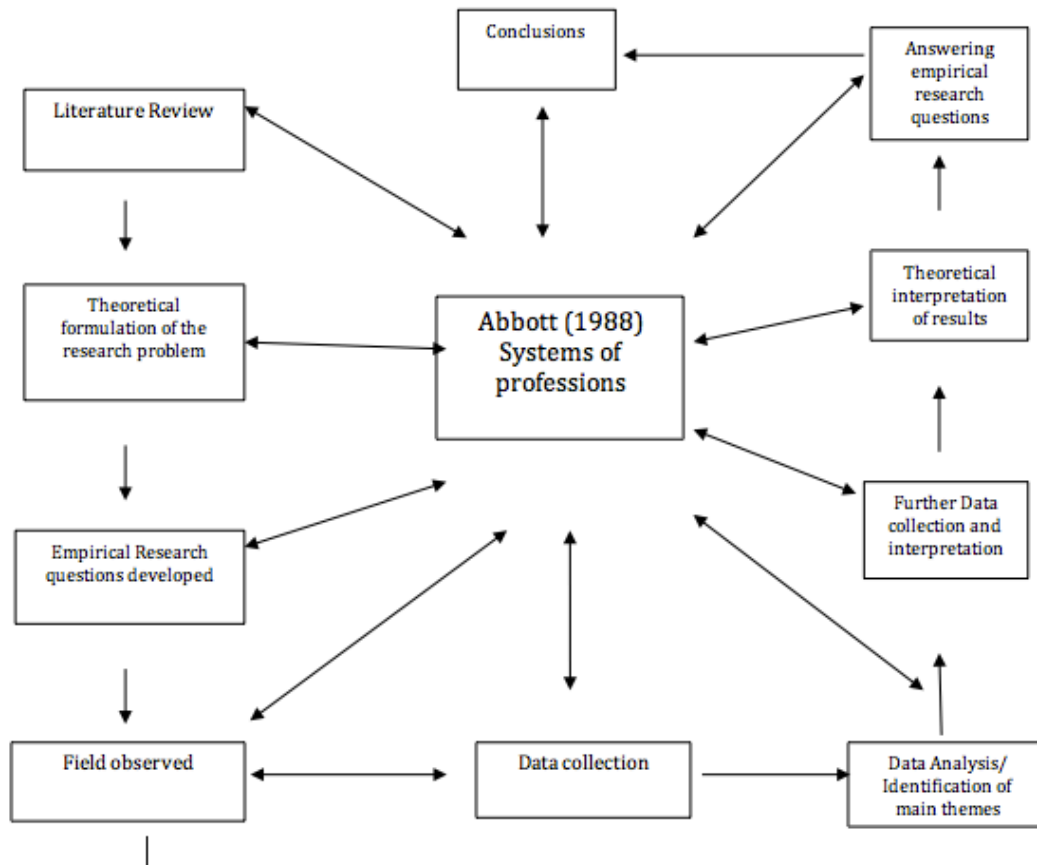 Conclusions
Answering
empirical
research
questions
Literature Review
Theoretical
formulation of the
research problem
Abbott (1988)
Systems of
professions
Theoretical
interpretation
of results
Empirical Research
questions developed
Further Data
collection and
interpretation
Field observed
Data collection
Data Analysis/
Identification of
main themes